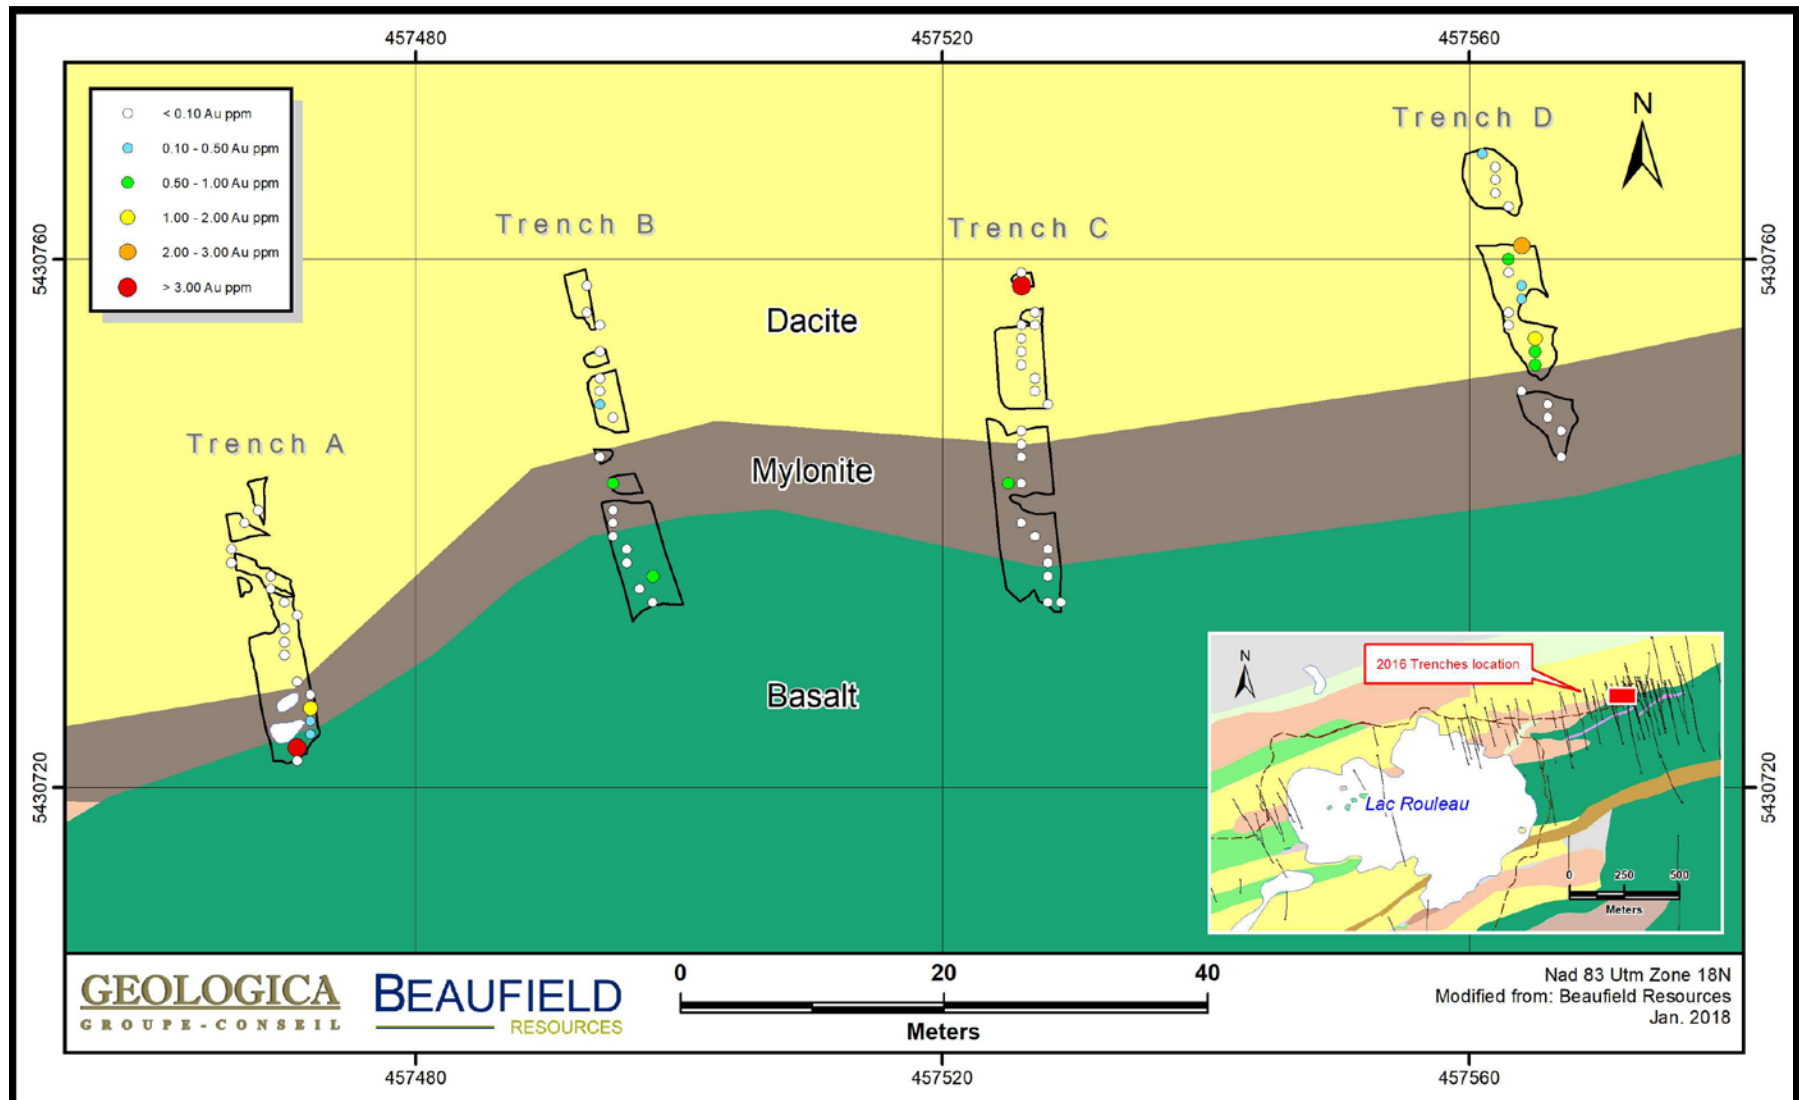 457480
457520
457560
< 0.10 Au ppm
0.10 - 0.50 Au ppm
0.50 - 1.00 Au ppm
1.00 - 2.00 Au ppm
2.00 - 3.00 Au ppm
> 3.00 Au ppm
Trench D
N
Trench B
Trench C
5430760
5430760
Dacite
Trench A
Mylonite
Basalt
N
2016 Trenches location
Lac Rouleau
0 250 500
Meters
5430720
5430720
GEOLOGICA
GROUPE-CONSEIL
BEAUFIELD
RESOURCES
0 20 40
Meters
Nad 83 Utm Zone 18N
Modified from: Beaufield Resources
Jan. 2018
457480
457520
457560